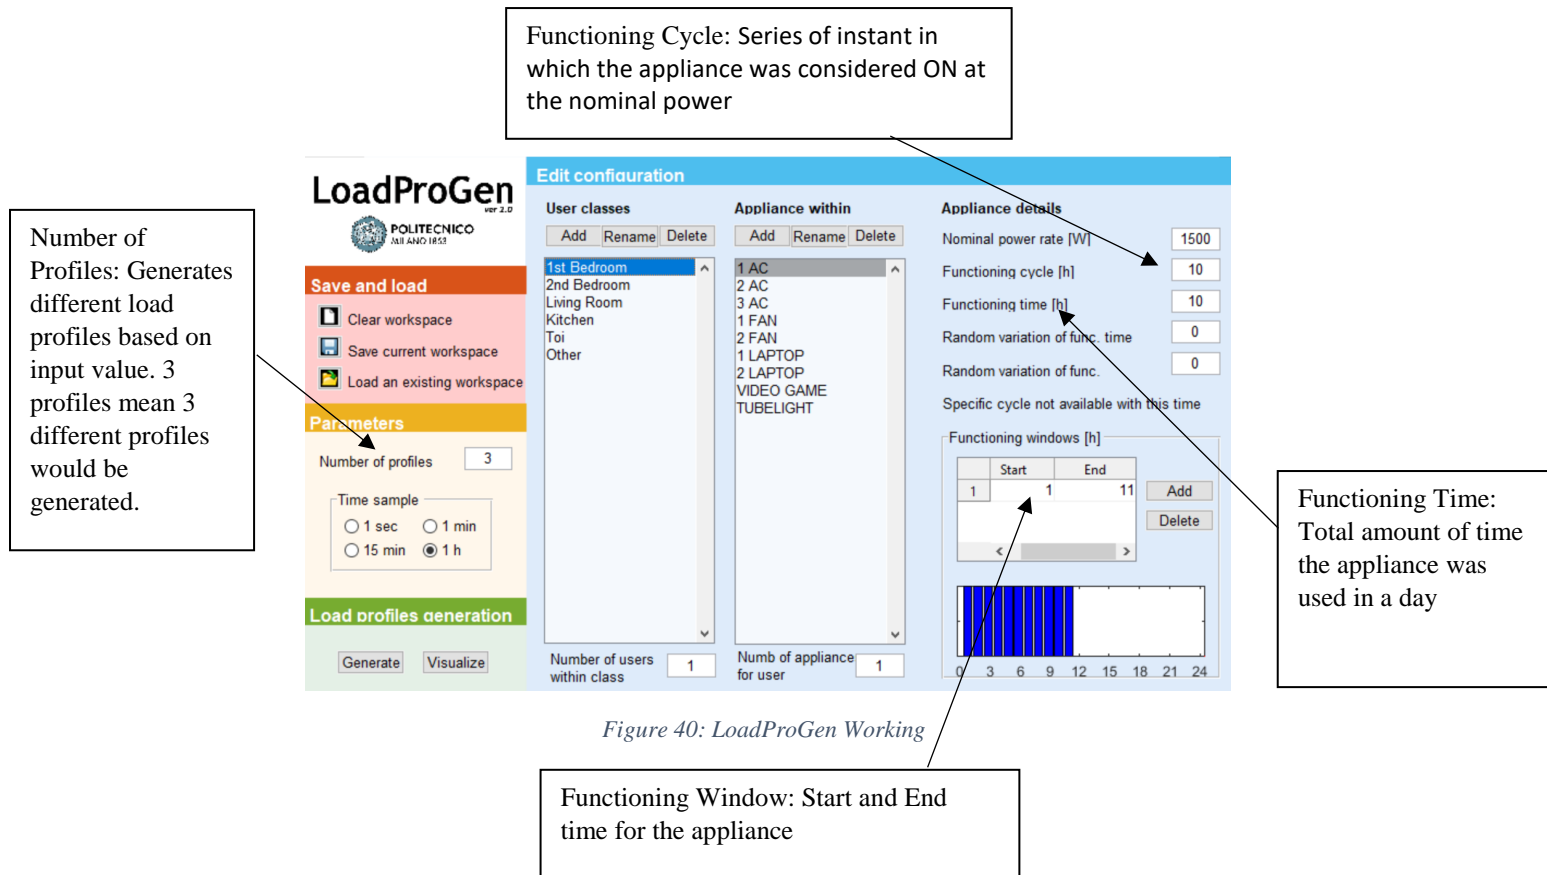 Functioning Cycle: Series of instant in
which the appliance was considered ON at
the nominal power
Number of
Profiles: Generates
different load
profiles based on
input value. 3
profiles mean 3
different profiles
would be
generated.
LoadProGen
ver 2.0
POLITECNICO
MILANO 1863
Save and load
Clear workspace
Save current workspace
Load an existing workspace
Parameters
Number of profiles 3
Time sample
1 sec 1 min
15 min 1 h
Load profiles generation
Generate Visualize
Edit configuration
User classes
Add Rename Delete
1st Bedroom
2nd Bedroom
Living Room
Kitchen
Toi
Other
Number of users
within class 1
Appliance within
Add Rename Delete
1 AC
2 AC
3 AC
1 FAN
2 FAN
1 LAPTOP
2 LAPTOP
VIDEO GAME
TUBELIGHT
Numb of appliance
for user 1
Appliance details
Nominal power rate [W] 1500
Functioning cycle [h] 10
Functioning time [h] 10
Random variation of func. time 0
Random variation of func. 0
Specific cycle not available with this time
Functioning windows [h]
Start End
1 1 11
Add
Delete
0 3 6 9 12 15 18 21 24
Functioning Time:
Total amount of time
the appliance was
used in a day
Figure 40: LoadProGen Working
Functioning Window: Start and End
time for the appliance